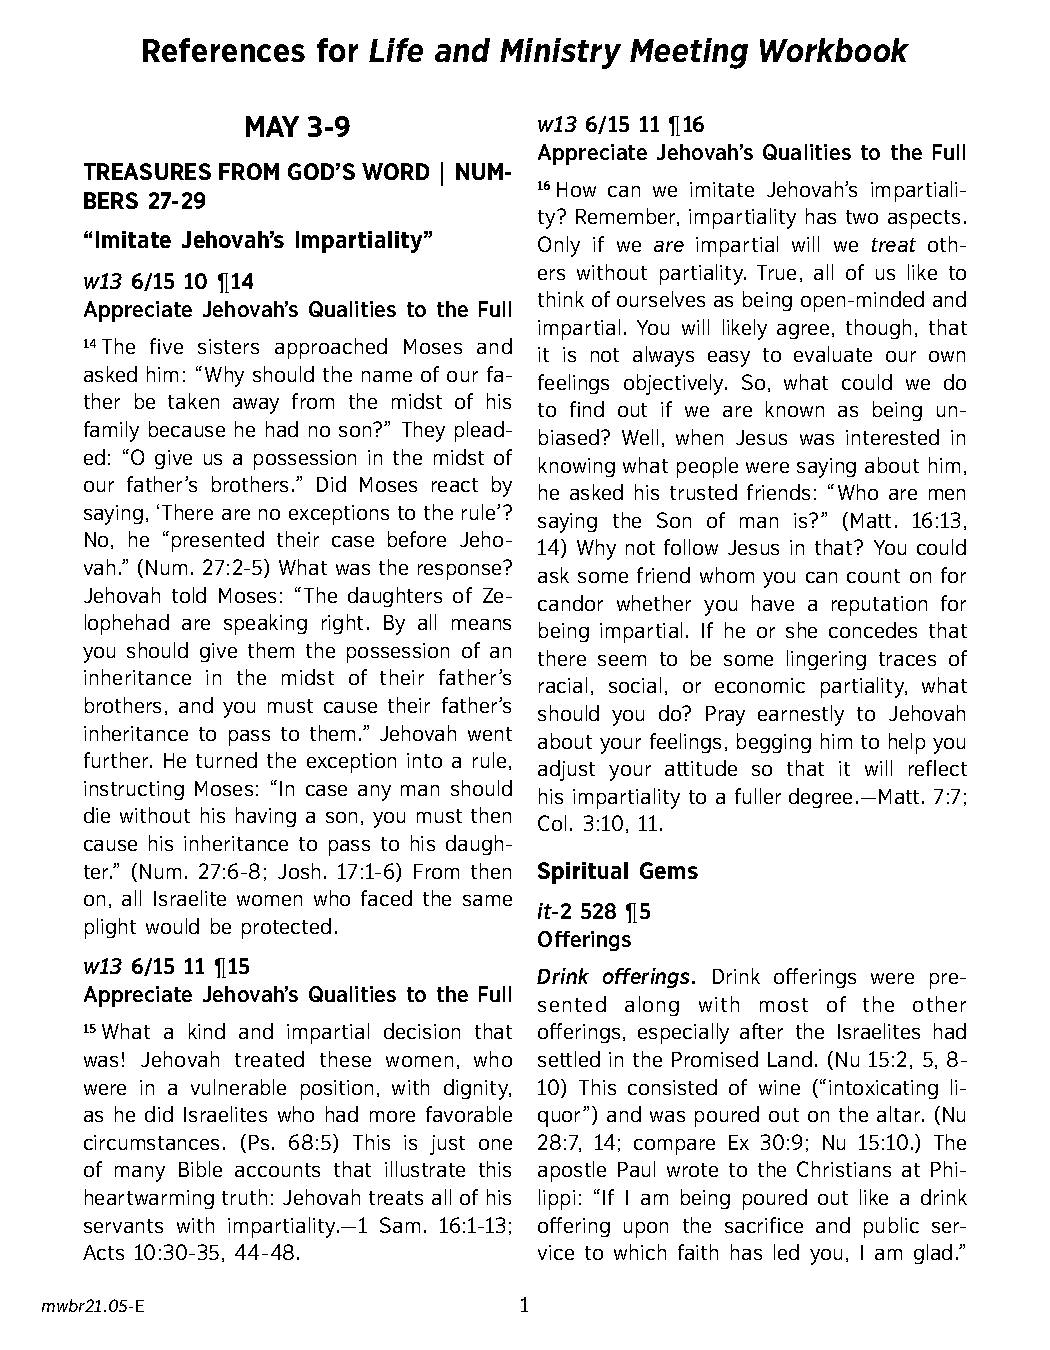 References for Life and Ministry Meeting Workbook
MAY 3-9
TREASURES FROM GOD’S WORD | NUM-
BERS 27-29
“Imitate Jehovah’s Impartiality”
w13 6/15 10 ¶14
Appreciate Jehovah’s Qualities to the Full
14 The five sisters approached Moses and
asked him: “Why should the name of our fa-
ther be taken away from the midst of his
family because he had no son?” They plead-
ed: “O give us a possession in the midst of
our father’s brothers.” Did Moses react by
saying, ‘There are no exceptions to the rule’?
No, he “presented their case before Jeho-
vah.” (Num. 27:2-5) What was the response?
Jehovah told Moses: “The daughters of Ze-
lophehad are speaking right. By all means
you should give them the possession of an
inheritance in the midst of their father’s
brothers, and you must cause their father’s
inheritance to pass to them.” Jehovah went
further. He turned the exception into a rule,
instructing Moses: “In case any man should
die without his having a son, you must then
cause his inheritance to pass to his daugh-
ter.” (Num. 27:6-8; Josh. 17:1-6) From then
on, all Israelite women who faced the same
plight would be protected.
w13 6/15 11 ¶15
Appreciate Jehovah’s Qualities to the Full
15 What a kind and impartial decision that
was! Jehovah treated these women, who
were in a vulnerable position, with dignity,
as he did Israelites who had more favorable
circumstances. (Ps. 68:5) This is just one
of many Bible accounts that illustrate this
heartwarming truth: Jehovah treats all of his
servants with impartiality.—1 Sam. 16:1-13;
Acts 10:30-35, 44-48.
w13 6/15 11 ¶16
Appreciate Jehovah’s Qualities to the Full
16 How can we imitate Jehovah’s impartiali-
ty? Remember, impartiality has two aspects.
Only if we are impartial will we treat oth-
ers without partiality. True, all of us like to
think of ourselves as being open-minded and
impartial. You will likely agree, though, that
it is not always easy to evaluate our own
feelings objectively. So, what could we do
to find out if we are known as being un-
biased? Well, when Jesus was interested in
knowing what people were saying about him,
he asked his trusted friends: “Who are men
saying the Son of man is?” (Matt. 16:13,
14) Why not follow Jesus in that? You could
ask some friend whom you can count on for
candor whether you have a reputation for
being impartial. If he or she concedes that
there seem to be some lingering traces of
racial, social, or economic partiality, what
should you do? Pray earnestly to Jehovah
about your feelings, begging him to help you
adjust your attitude so that it will reflect
his impartiality to a fuller degree.—Matt. 7:7;
Col. 3:10, 11.
Spiritual Gems
it-2 528 ¶5
Offerings
Drink offerings. Drink offerings were pre-
sented along with most of the other
offerings, especially after the Israelites had
settled in the Promised Land. (Nu 15:2, 5, 8-
10) This consisted of wine (“intoxicating li-
quor”) and was poured out on the altar. (Nu
28:7, 14; compare Ex 30:9; Nu 15:10.) The
apostle Paul wrote to the Christians at Phi-
lippi: “If I am being poured out like a drink
offering upon the sacrifice and public ser-
vice to which faith has led you, I am glad.”
mwbr21.05-E
1